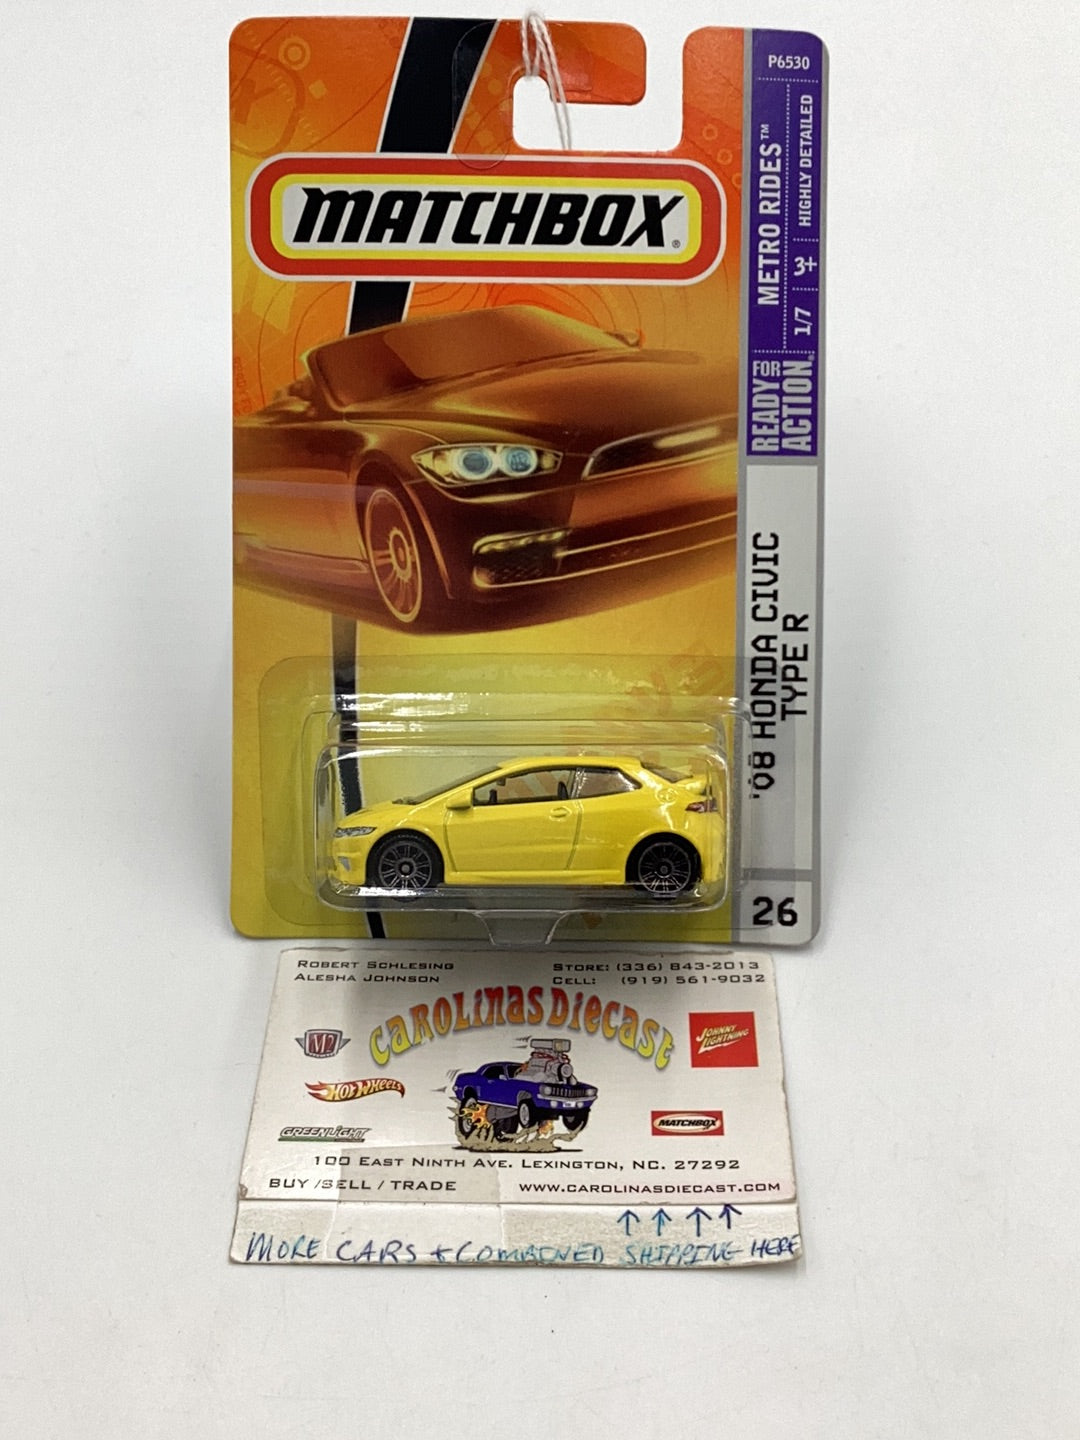 P6530
METRO RIDES™
HIGHLY DETAILED
1/7 3+
READY FOR ACTION®
MATCHBOX®
'08 HONDA CIVIC
TYPE R
26
ROBERT SCHLESING
ALESHA JOHNSON
STORE: (336) 843-2013
CELL: (919) 561-9032
CAROLINAS DIECAST
M2
JOHNNY LIGHTNING
HOT WHEELS
GREENLIGHT
MATCHBOX
100 EAST NINTH AVE. LEXINGTON, NC. 27292
BUY /SELL / TRADE
WWW.CAROLINASDIECAST.COM
MORE CARS + COMBINED SHIPPING HERE